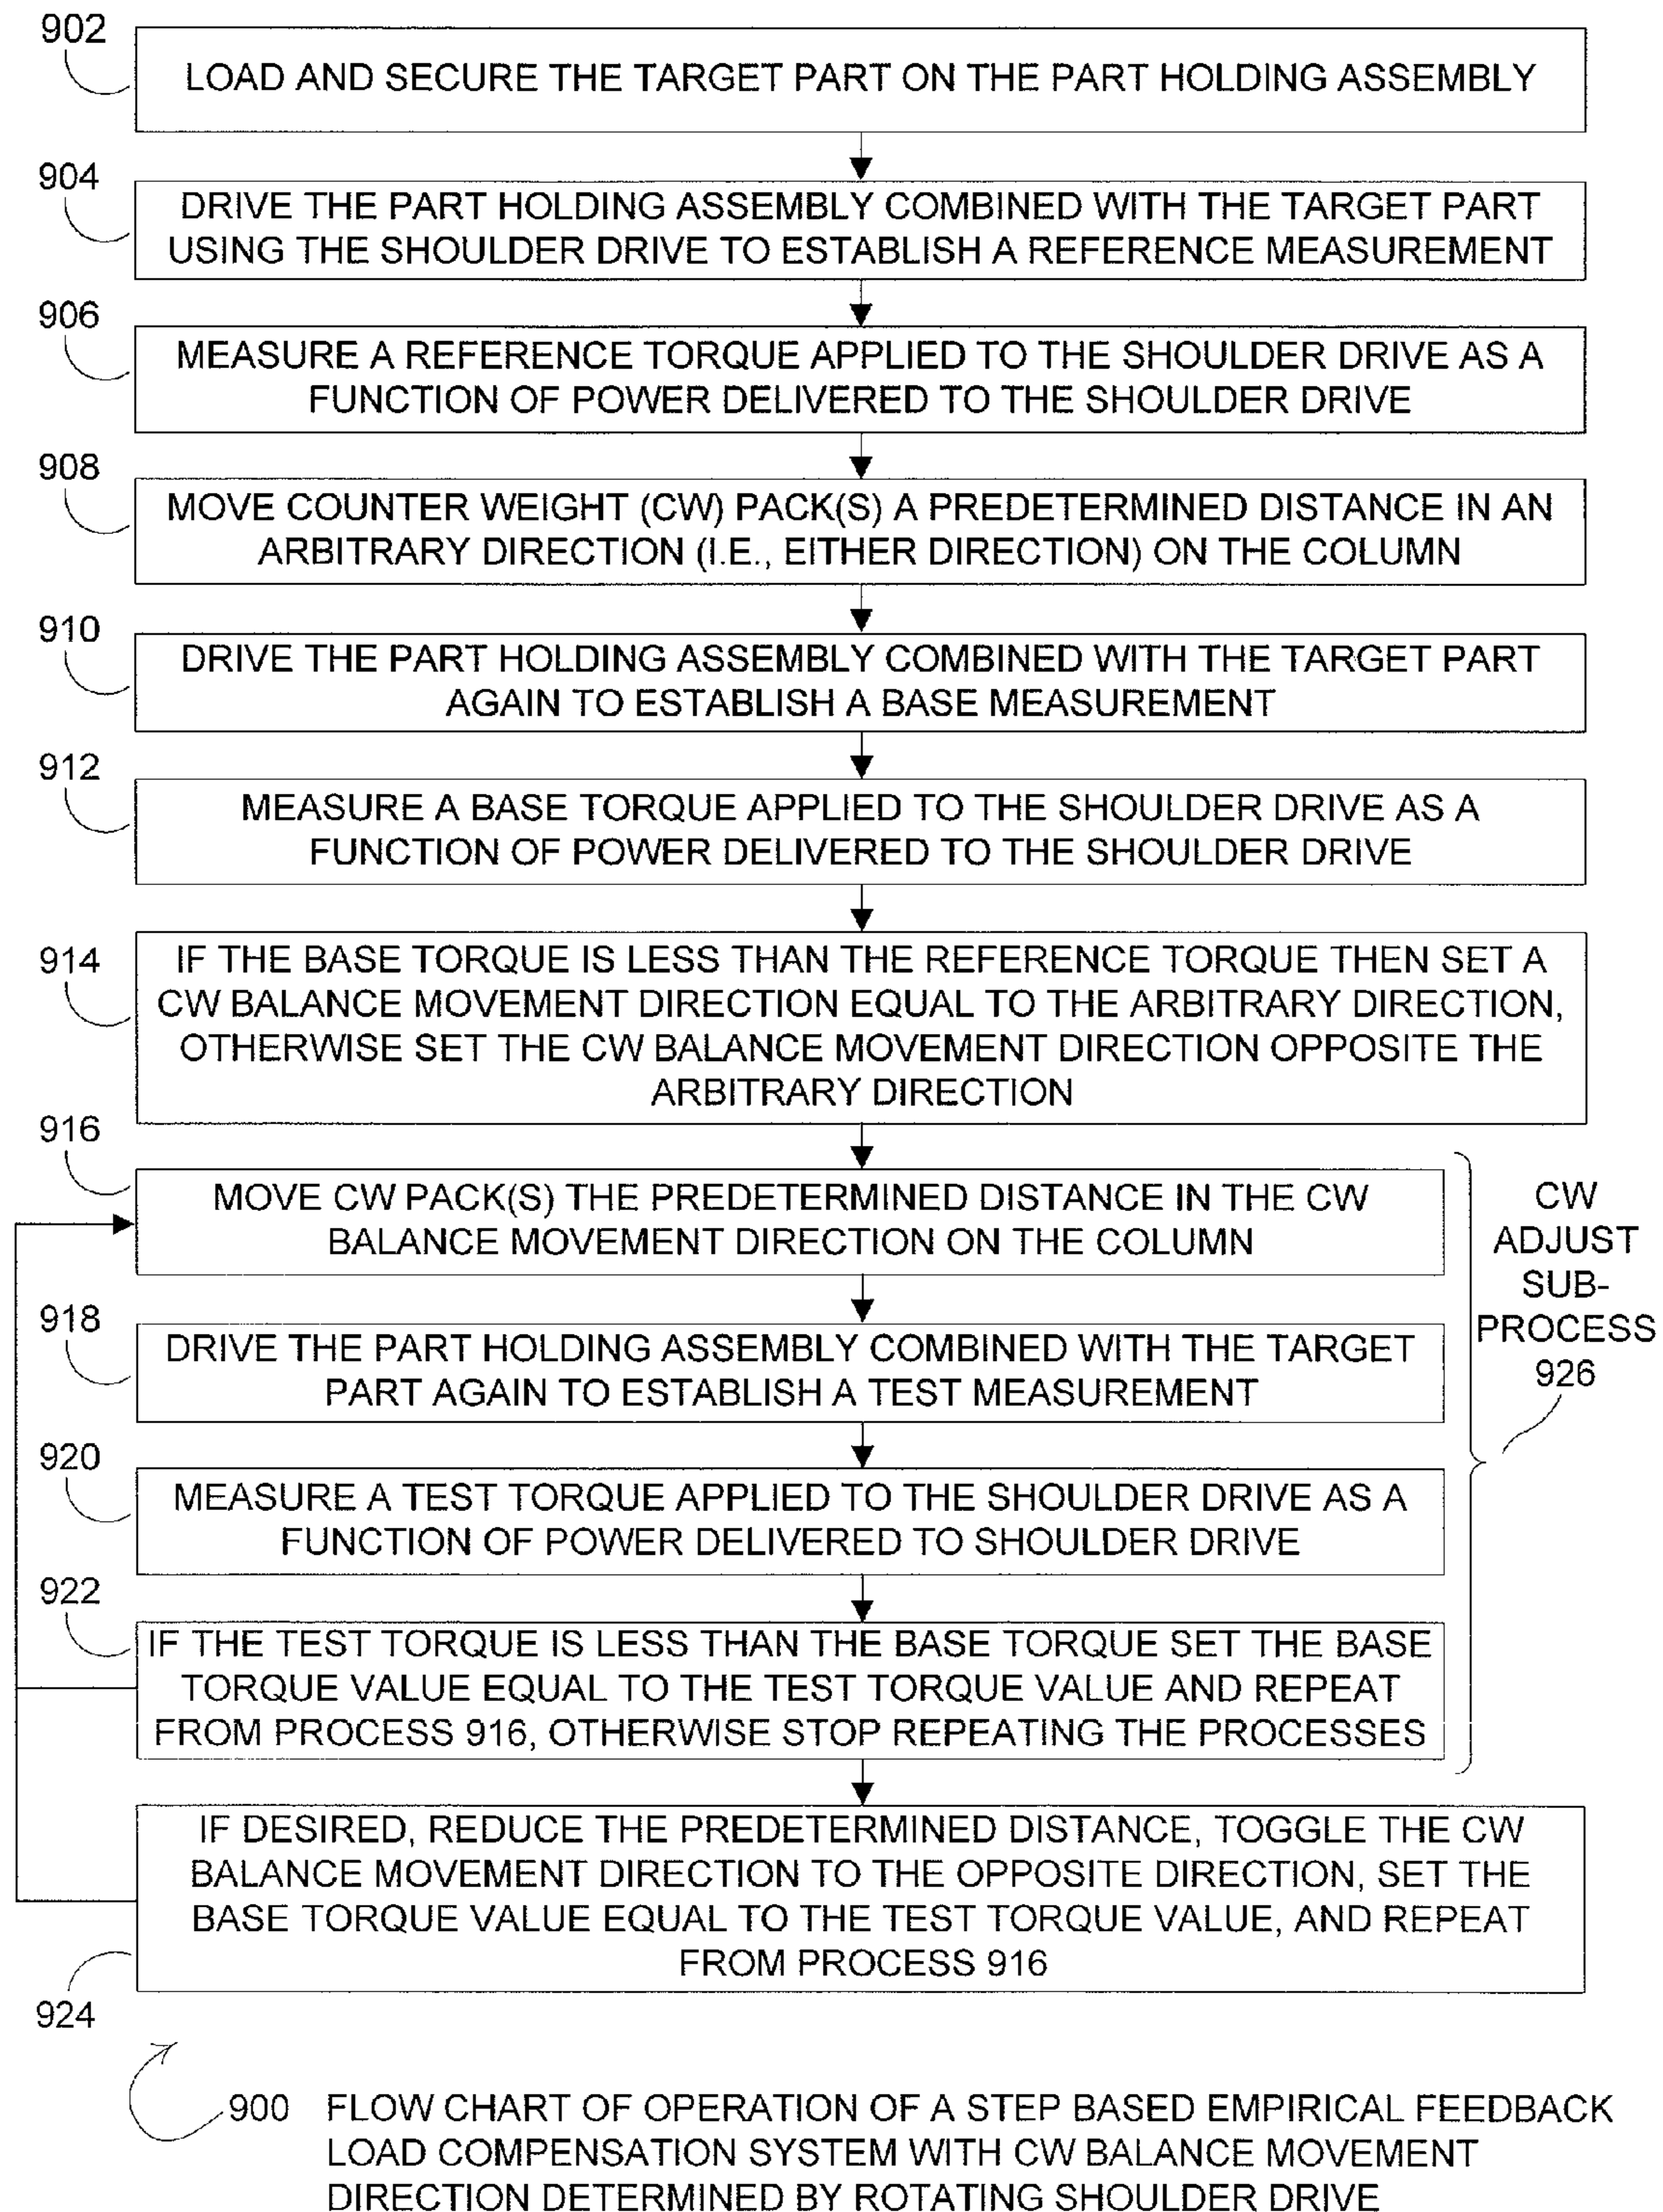 902
LOAD AND SECURE THE TARGET PART ON THE PART HOLDING ASSEMBLY
904
DRIVE THE PART HOLDING ASSEMBLY COMBINED WITH THE TARGET PART
USING THE SHOULDER DRIVE TO ESTABLISH A REFERENCE MEASUREMENT
906
MEASURE A REFERENCE TORQUE APPLIED TO THE SHOULDER DRIVE AS A
FUNCTION OF POWER DELIVERED TO THE SHOULDER DRIVE
908
MOVE COUNTER WEIGHT (CW) PACK(S) A PREDETERMINED DISTANCE IN AN
ARBITRARY DIRECTION (I.E., EITHER DIRECTION) ON THE COLUMN
910
DRIVE THE PART HOLDING ASSEMBLY COMBINED WITH THE TARGET PART
AGAIN TO ESTABLISH A BASE MEASUREMENT
912
MEASURE A BASE TORQUE APPLIED TO THE SHOULDER DRIVE AS A
FUNCTION OF POWER DELIVERED TO THE SHOULDER DRIVE
914
IF THE BASE TORQUE IS LESS THAN THE REFERENCE TORQUE THEN SET A
CW BALANCE MOVEMENT DIRECTION EQUAL TO THE ARBITRARY DIRECTION,
OTHERWISE SET THE CW BALANCE MOVEMENT DIRECTION OPPOSITE THE
ARBITRARY DIRECTION
916
MOVE CW PACK(S) THE PREDETERMINED DISTANCE IN THE CW
BALANCE MOVEMENT DIRECTION ON THE COLUMN
918
DRIVE THE PART HOLDING ASSEMBLY COMBINED WITH THE TARGET
PART AGAIN TO ESTABLISH A TEST MEASUREMENT
920
MEASURE A TEST TORQUE APPLIED TO THE SHOULDER DRIVE AS A
FUNCTION OF POWER DELIVERED TO SHOULDER DRIVE
922
IF THE TEST TORQUE IS LESS THAN THE BASE TORQUE SET THE BASE
TORQUE VALUE EQUAL TO THE TEST TORQUE VALUE AND REPEAT
FROM PROCESS 916, OTHERWISE STOP REPEATING THE PROCESSES
CW
ADJUST
SUB-
PROCESS
926
IF DESIRED, REDUCE THE PREDETERMINED DISTANCE, TOGGLE THE CW
BALANCE MOVEMENT DIRECTION TO THE OPPOSITE DIRECTION, SET THE
BASE TORQUE VALUE EQUAL TO THE TEST TORQUE VALUE, AND REPEAT
FROM PROCESS 916
924
900 FLOW CHART OF OPERATION OF A STEP BASED EMPIRICAL FEEDBACK
LOAD COMPENSATION SYSTEM WITH CW BALANCE MOVEMENT
DIRECTION DETERMINED BY ROTATING SHOULDER DRIVE